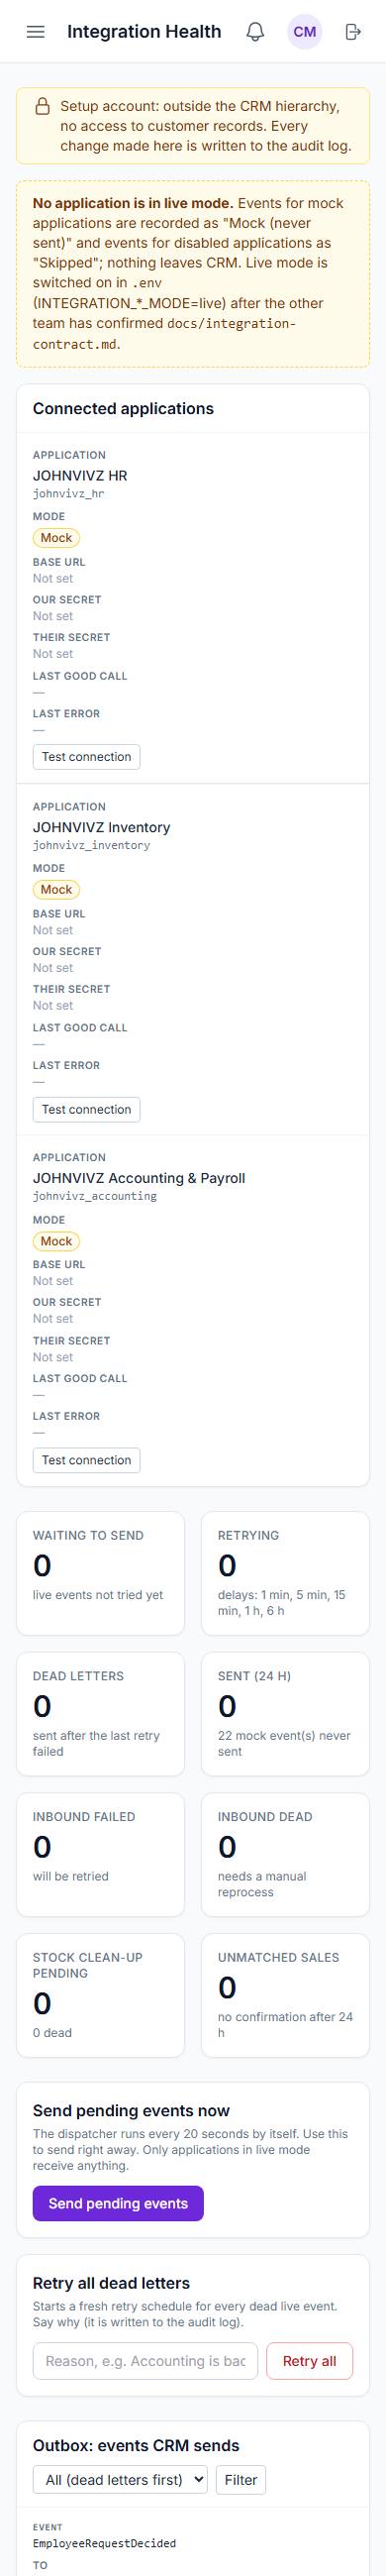 Integration Health
CM
Setup account: outside the CRM hierarchy,
no access to customer records. Every
change made here is written to the audit log.
No application is in live mode. Events for mock
applications are recorded as "Mock (never
sent)" and events for disabled applications as
"Skipped"; nothing leaves CRM. Live mode is
switched on in .env
(INTEGRATION_*_MODE=live) after the other
team has confirmed docs/integration-
contract.md.
Connected applications
APPLICATION
JOHNVIVZ HR
johnvivz_hr
MODE
Mock
BASE URL
Not set
OUR SECRET
Not set
THEIR SECRET
Not set
LAST GOOD CALL
—
LAST ERROR
—
Test connection
APPLICATION
JOHNVIVZ Inventory
johnvivz_inventory
MODE
Mock
BASE URL
Not set
OUR SECRET
Not set
THEIR SECRET
Not set
LAST GOOD CALL
—
LAST ERROR
—
Test connection
APPLICATION
JOHNVIVZ Accounting & Payroll
johnvivz_accounting
MODE
Mock
BASE URL
Not set
OUR SECRET
Not set
THEIR SECRET
Not set
LAST GOOD CALL
—
LAST ERROR
—
Test connection
WAITING TO SEND
0
live events not tried yet
RETRYING
0
delays: 1 min, 5 min, 15
min, 1 h, 6 h
DEAD LETTERS
0
sent after the last retry
failed
SENT (24 H)
0
22 mock event(s) never
sent
INBOUND FAILED
0
will be retried
INBOUND DEAD
0
needs a manual
reprocess
STOCK CLEAN-UP
PENDING
0
0 dead
UNMATCHED SALES
0
no confirmation after 24
h
Send pending events now
The dispatcher runs every 20 seconds by itself. Use this
to send right away. Only applications in live mode
receive anything.
Send pending events
Retry all dead letters
Starts a fresh retry schedule for every dead live event.
Say why (it is written to the audit log).
Reason, e.g. Accounting is bac
Retry all
Outbox: events CRM sends
All (dead letters first)
Filter
EVENT
EmployeeRequestDecided
TO